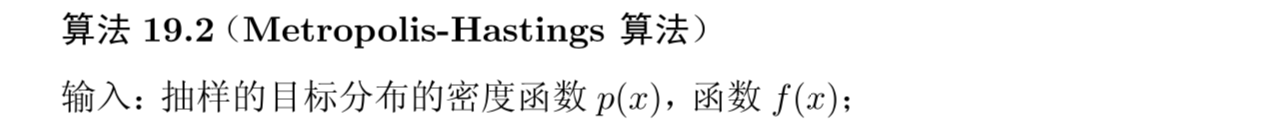 算法 19.2（Metropolis-Hastings 算法）
输入：抽样的目标分布的密度函数 p(x)，函数 f(x)；